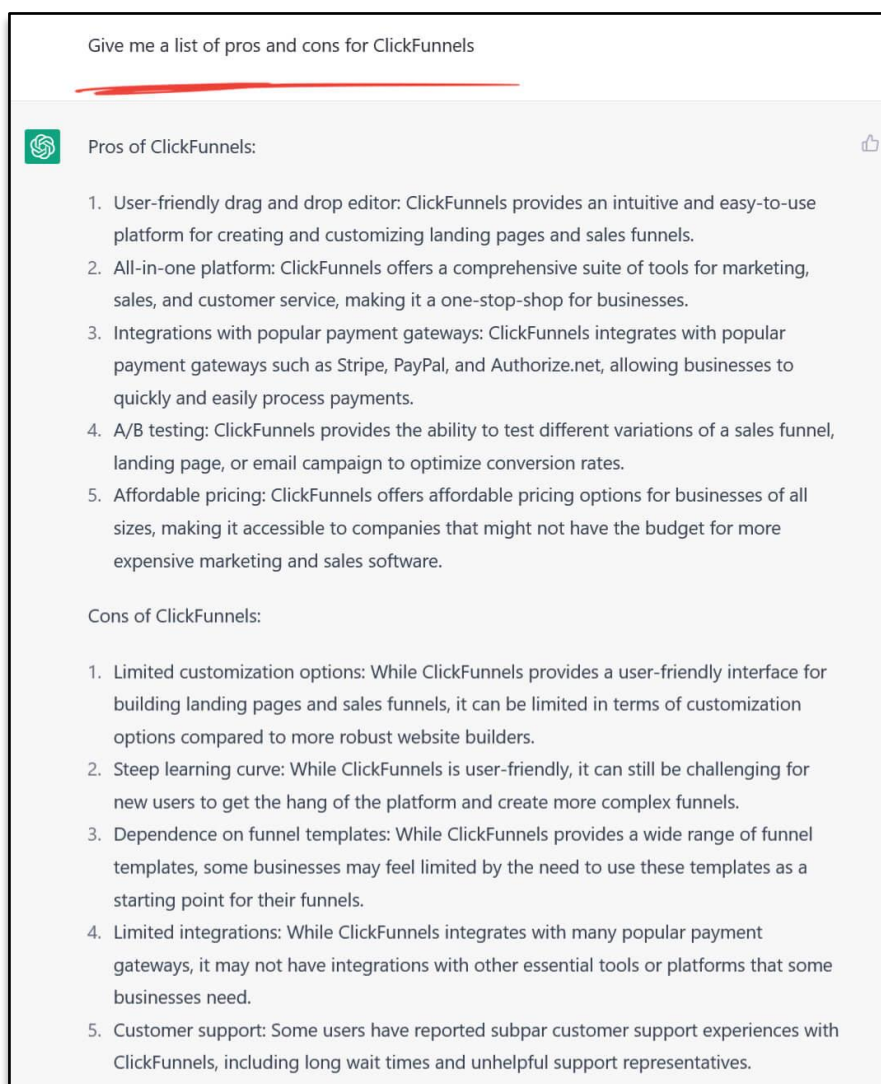 Give me a list of pros and cons for ClickFunnels
Pros of ClickFunnels:
1. User-friendly drag and drop editor: ClickFunnels provides an intuitive and easy-to-use
platform for creating and customizing landing pages and sales funnels.
2. All-in-one platform: ClickFunnels offers a comprehensive suite of tools for marketing,
sales, and customer service, making it a one-stop-shop for businesses.
3. Integrations with popular payment gateways: ClickFunnels integrates with popular
payment gateways such as Stripe, PayPal, and Authorize.net, allowing businesses to
quickly and easily process payments.
4. A/B testing: ClickFunnels provides the ability to test different variations of a sales funnel,
landing page, or email campaign to optimize conversion rates.
5. Affordable pricing: ClickFunnels offers affordable pricing options for businesses of all
sizes, making it accessible to companies that might not have the budget for more
expensive marketing and sales software.
Cons of ClickFunnels:
1. Limited customization options: While ClickFunnels provides a user-friendly interface for
building landing pages and sales funnels, it can be limited in terms of customization
options compared to more robust website builders.
2. Steep learning curve: While ClickFunnels is user-friendly, it can still be challenging for
new users to get the hang of the platform and create more complex funnels.
3. Dependence on funnel templates: While ClickFunnels provides a wide range of funnel
templates, some businesses may feel limited by the need to use these templates as a
starting point for their funnels.
4. Limited integrations: While ClickFunnels integrates with many popular payment
gateways, it may not have integrations with other essential tools or platforms that some
businesses need.
5. Customer support: Some users have reported subpar customer support experiences with
ClickFunnels, including long wait times and unhelpful support representatives.